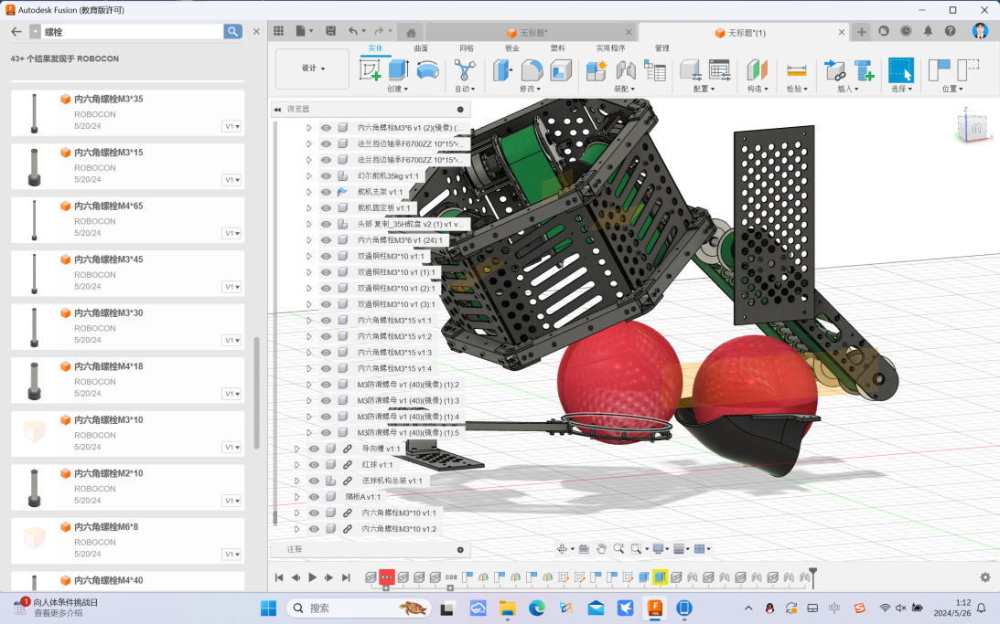 Autodesk Fusion (教育版许可)
螺栓
43+ 个结果发现于 ROBOCON
内六角螺栓M3*35
ROBOCON
5/20/24
V1
内六角螺栓M3*15
ROBOCON
5/20/24
V1
内六角螺栓M4*65
ROBOCON
5/20/24
V1
内六角螺栓M3*45
ROBOCON
5/20/24
V1
内六角螺栓M3*30
ROBOCON
5/20/24
V1
内六角螺栓M4*18
ROBOCON
5/20/24
V1
内六角螺栓M3*10
ROBOCON
5/20/24
V1
内六角螺栓M2*10
ROBOCON
5/20/24
V1
内六角螺栓M6*8
ROBOCON
5/20/24
V1
内六角螺栓M4*40
无标题*
无标题*(1)
实体 曲面 网格 钣金 塑料 实用程序 管理
设计
创建 自动 修改 装配 配置 构造 检验 插入 选择 位置
浏览器
内六角螺栓M3*6 v1 (2)(镜像) (...
法兰挡边轴承F6700ZZ 10*15*4...
法兰挡边轴承F6700ZZ 10*15*4...
幻尔舵机35kg v1:1
舵机支架 v1:1
舵机固定板 v1:1
头部 复制_35H舵盘 v2 (1) v1 v...
内六角螺栓M3*6 v1 (24):1
双通铜柱M3*10 v1:1
双通铜柱M3*10 v1 (1):1
双通铜柱M3*10 v1 (2):1
双通铜柱M3*10 v1 (3):1
内六角螺栓M3*15 v1:1
内六角螺栓M3*15 v1:2
内六角螺栓M3*15 v1:3
内六角螺栓M3*15 v1:4
M3防滑螺母 v1 (40)(镜像) (1):2
M3防滑螺母 v1 (40)(镜像) (1):3
M3防滑螺母 v1 (40)(镜像) (1):4
M3防滑螺母 v1 (40)(镜像) (1):5
导向槽 v1:1
红球 v1:1
送球机构总装 v1:1
隔板A v1:1
内六角螺栓M3*10 v1:1
内六角螺栓M3*10 v1:2
注释
Z
前
X
1
向人体条件挑战日
查看更多介绍
搜索
中
1:12
2024/5/26